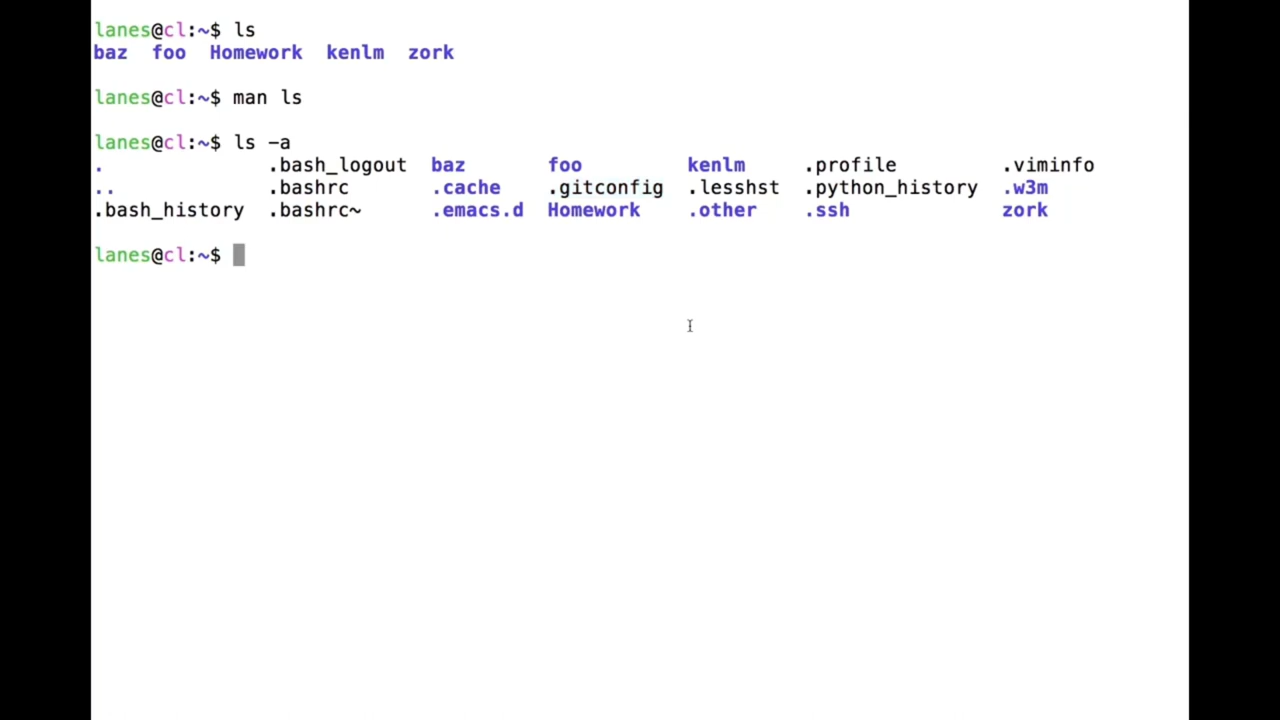 lanes@cl:~$ ls
baz  foo  Homework  kenlm  zork
lanes@cl:~$ man ls
lanes@cl:~$ ls -a
.              .bash_logout  baz       foo         kenlm     .profile         .viminfo
..             .bashrc       .cache    .gitconfig  .lesshst  .python_history  .w3m
.bash_history  .bashrc~      .emacs.d  Homework    .other    .ssh             zork
lanes@cl:~$